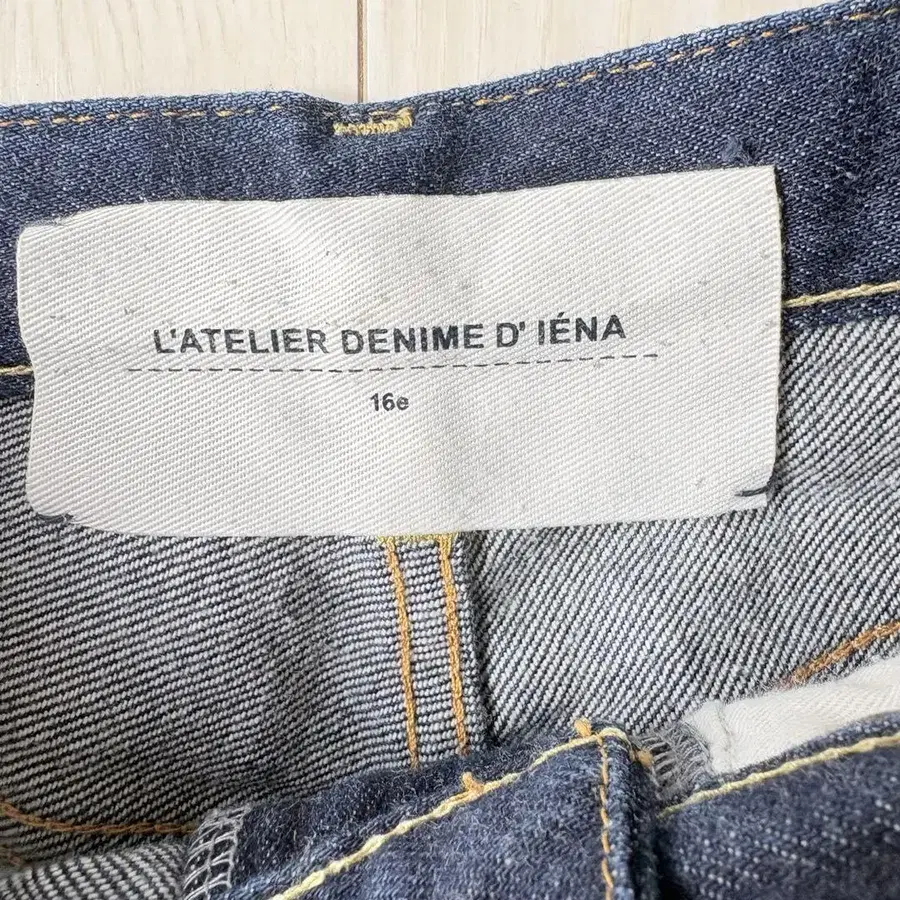 L'ATELIER DENIME D' IÉNA
16e